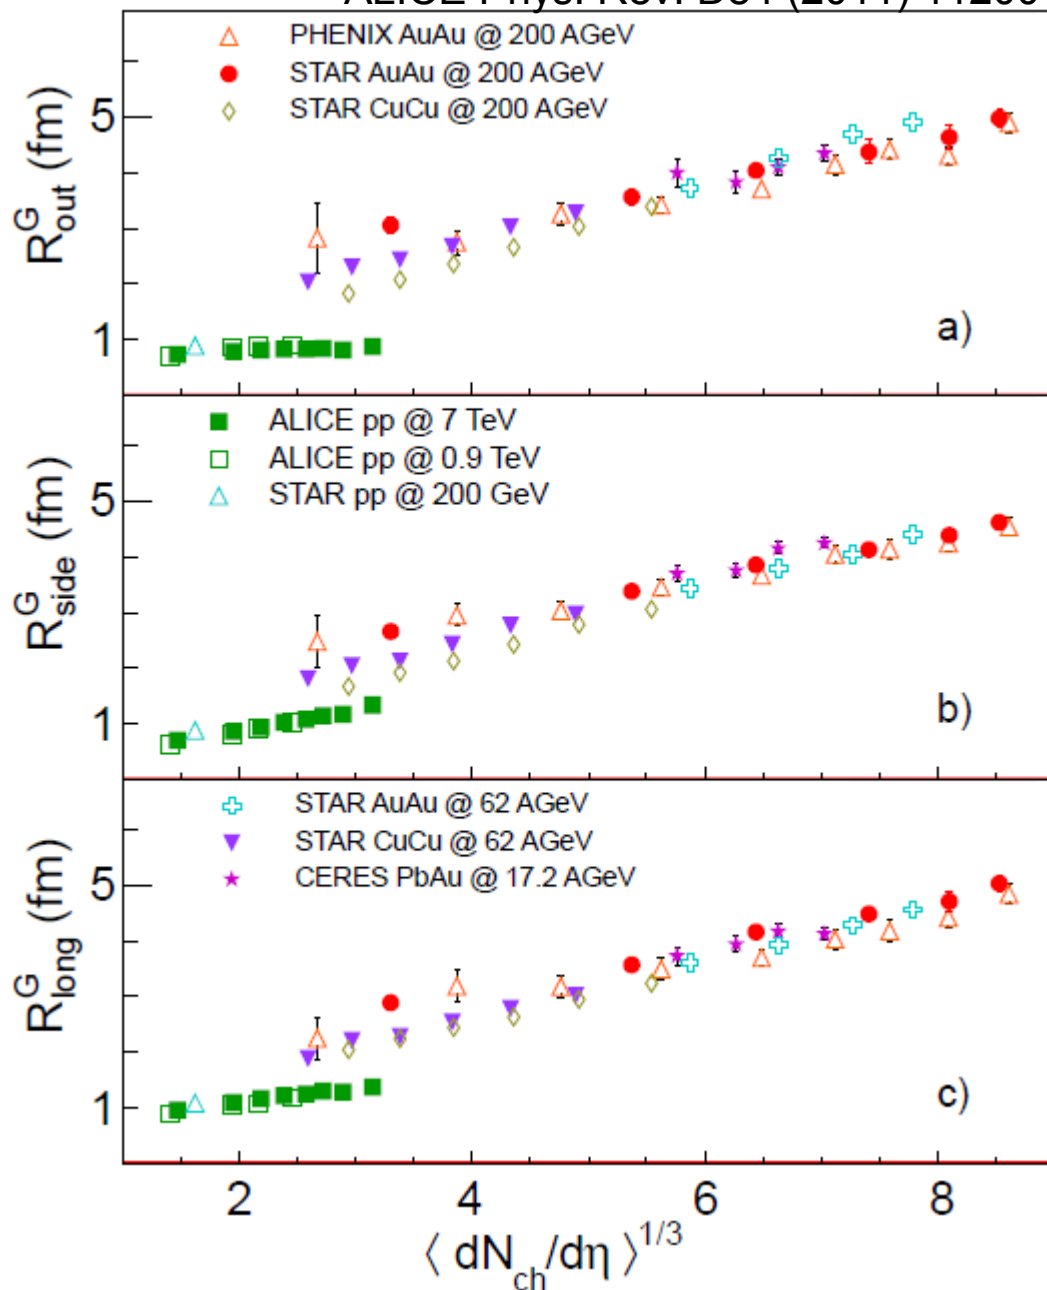 PHENIX AuAu @ 200 AGeV
STAR AuAu @ 200 AGeV
STAR CuCu @ 200 AGeV
R^G_out (fm)
5
1
a)
ALICE pp @ 7 TeV
ALICE pp @ 0.9 TeV
STAR pp @ 200 GeV
R^G_side (fm)
5
1
b)
STAR AuAu @ 62 AGeV
STAR CuCu @ 62 AGeV
CERES PbAu @ 17.2 AGeV
R^G_long (fm)
5
1
c)
2 4 6 8
⟨ dN_ch/dη ⟩^1/3